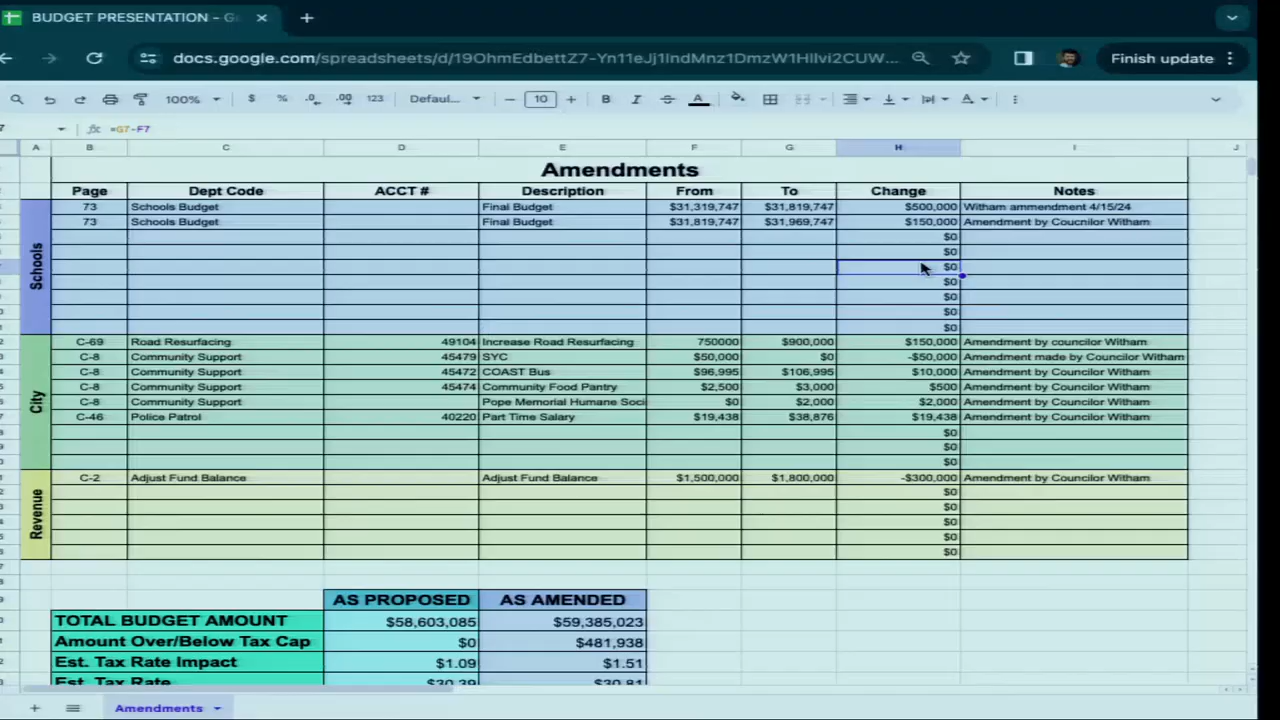 BUDGET PRESENTATION - G
docs.google.com/spreadsheets/d/19OhmEdbettZ7-Yn11eJj1IndMnz1DmzW1HIlvi2CUW...
Finish update
100% $ % .0 .00 123 Defaul... 10 B I A
fx =G7-F7
A B C D E F G H I J
Amendments
Page Dept Code ACCT # Description From To Change Notes
Schools
73 Schools Budget Final Budget $31,319,747 $31,819,747 $500,000 Witham ammendment 4/15/24
73 Schools Budget Final Budget $31,819,747 $31,969,747 $150,000 Amendment by Coucnilor Witham
$0
$0
$0
$0
$0
$0
$0
City
C-69 Road Resurfacing 49104 Increase Road Resurfacing 750000 $900,000 $150,000 Amendment by councilor Witham
C-8 Community Support 45479 SYC $50,000 $0 -$50,000 Amendment made by Councilor Witham
C-8 Community Support 45472 COAST Bus $96,995 $106,995 $10,000 Amendment by Councilor Witham
C-8 Community Support 45474 Community Food Pantry $2,500 $3,000 $500 Amendment by Councilor Witham
C-8 Community Support Pope Memorial Humane Soci $0 $2,000 $2,000 Amendment by Councilor Witham
C-46 Police Patrol 40220 Part Time Salary $19,438 $38,876 $19,438 Amendment by Councilor Witham
$0
$0
$0
Revenue
C-2 Adjust Fund Balance Adjust Fund Balance $1,500,000 $1,800,000 -$300,000 Amendment by Councilor Witham
$0
$0
$0
$0
$0
AS PROPOSED AS AMENDED
TOTAL BUDGET AMOUNT $58,603,085 $59,385,023
Amount Over/Below Tax Cap $0 $481,938
Est. Tax Rate Impact $1.09 $1.51
Est. Tax Rate $30.39 $30.81
Amendments